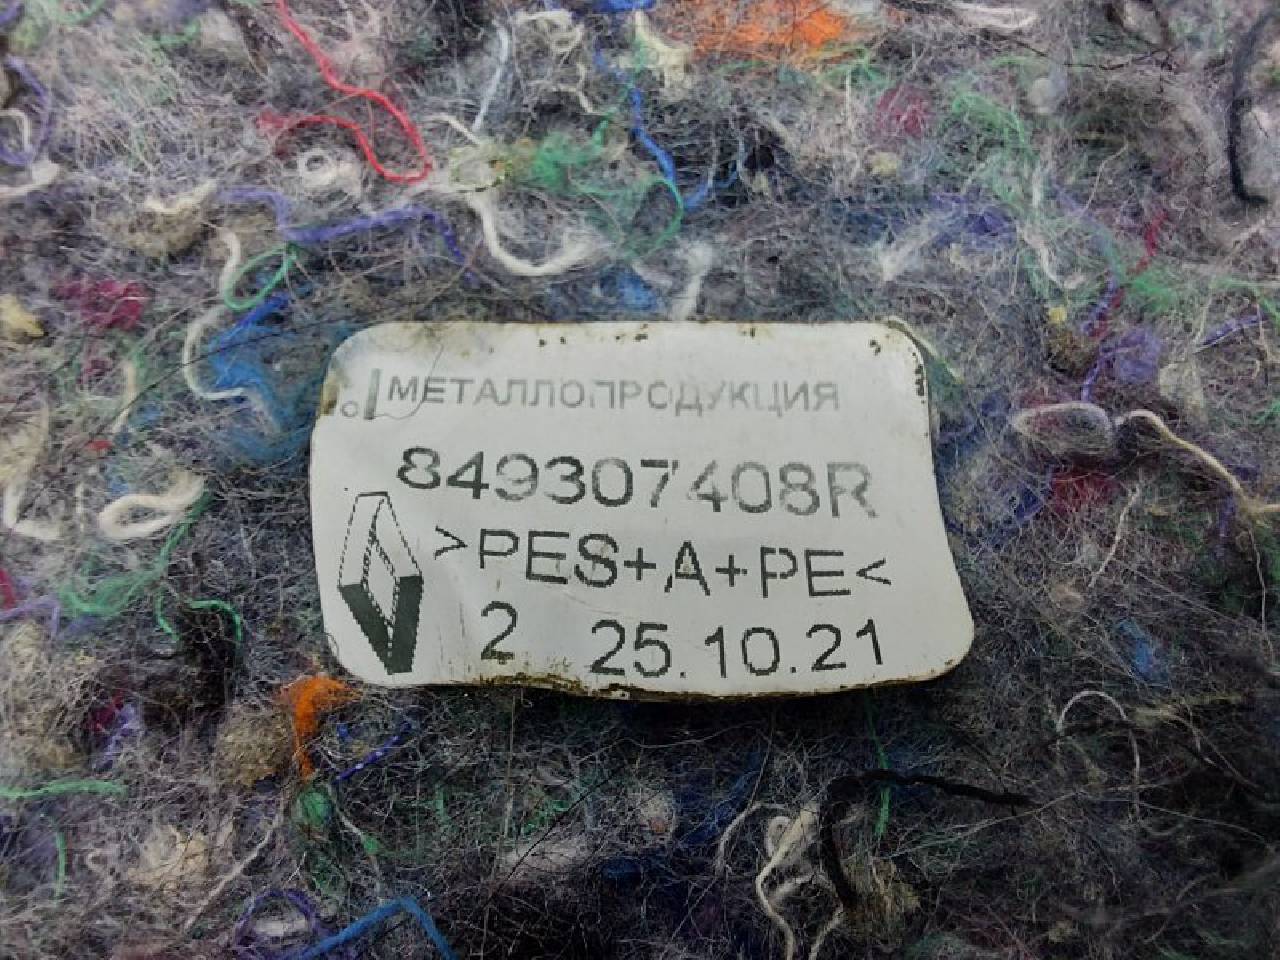 МЕТАЛЛОПРОДУКЦИЯ
849307408R
>PES+A+PE<
2 25.10.21